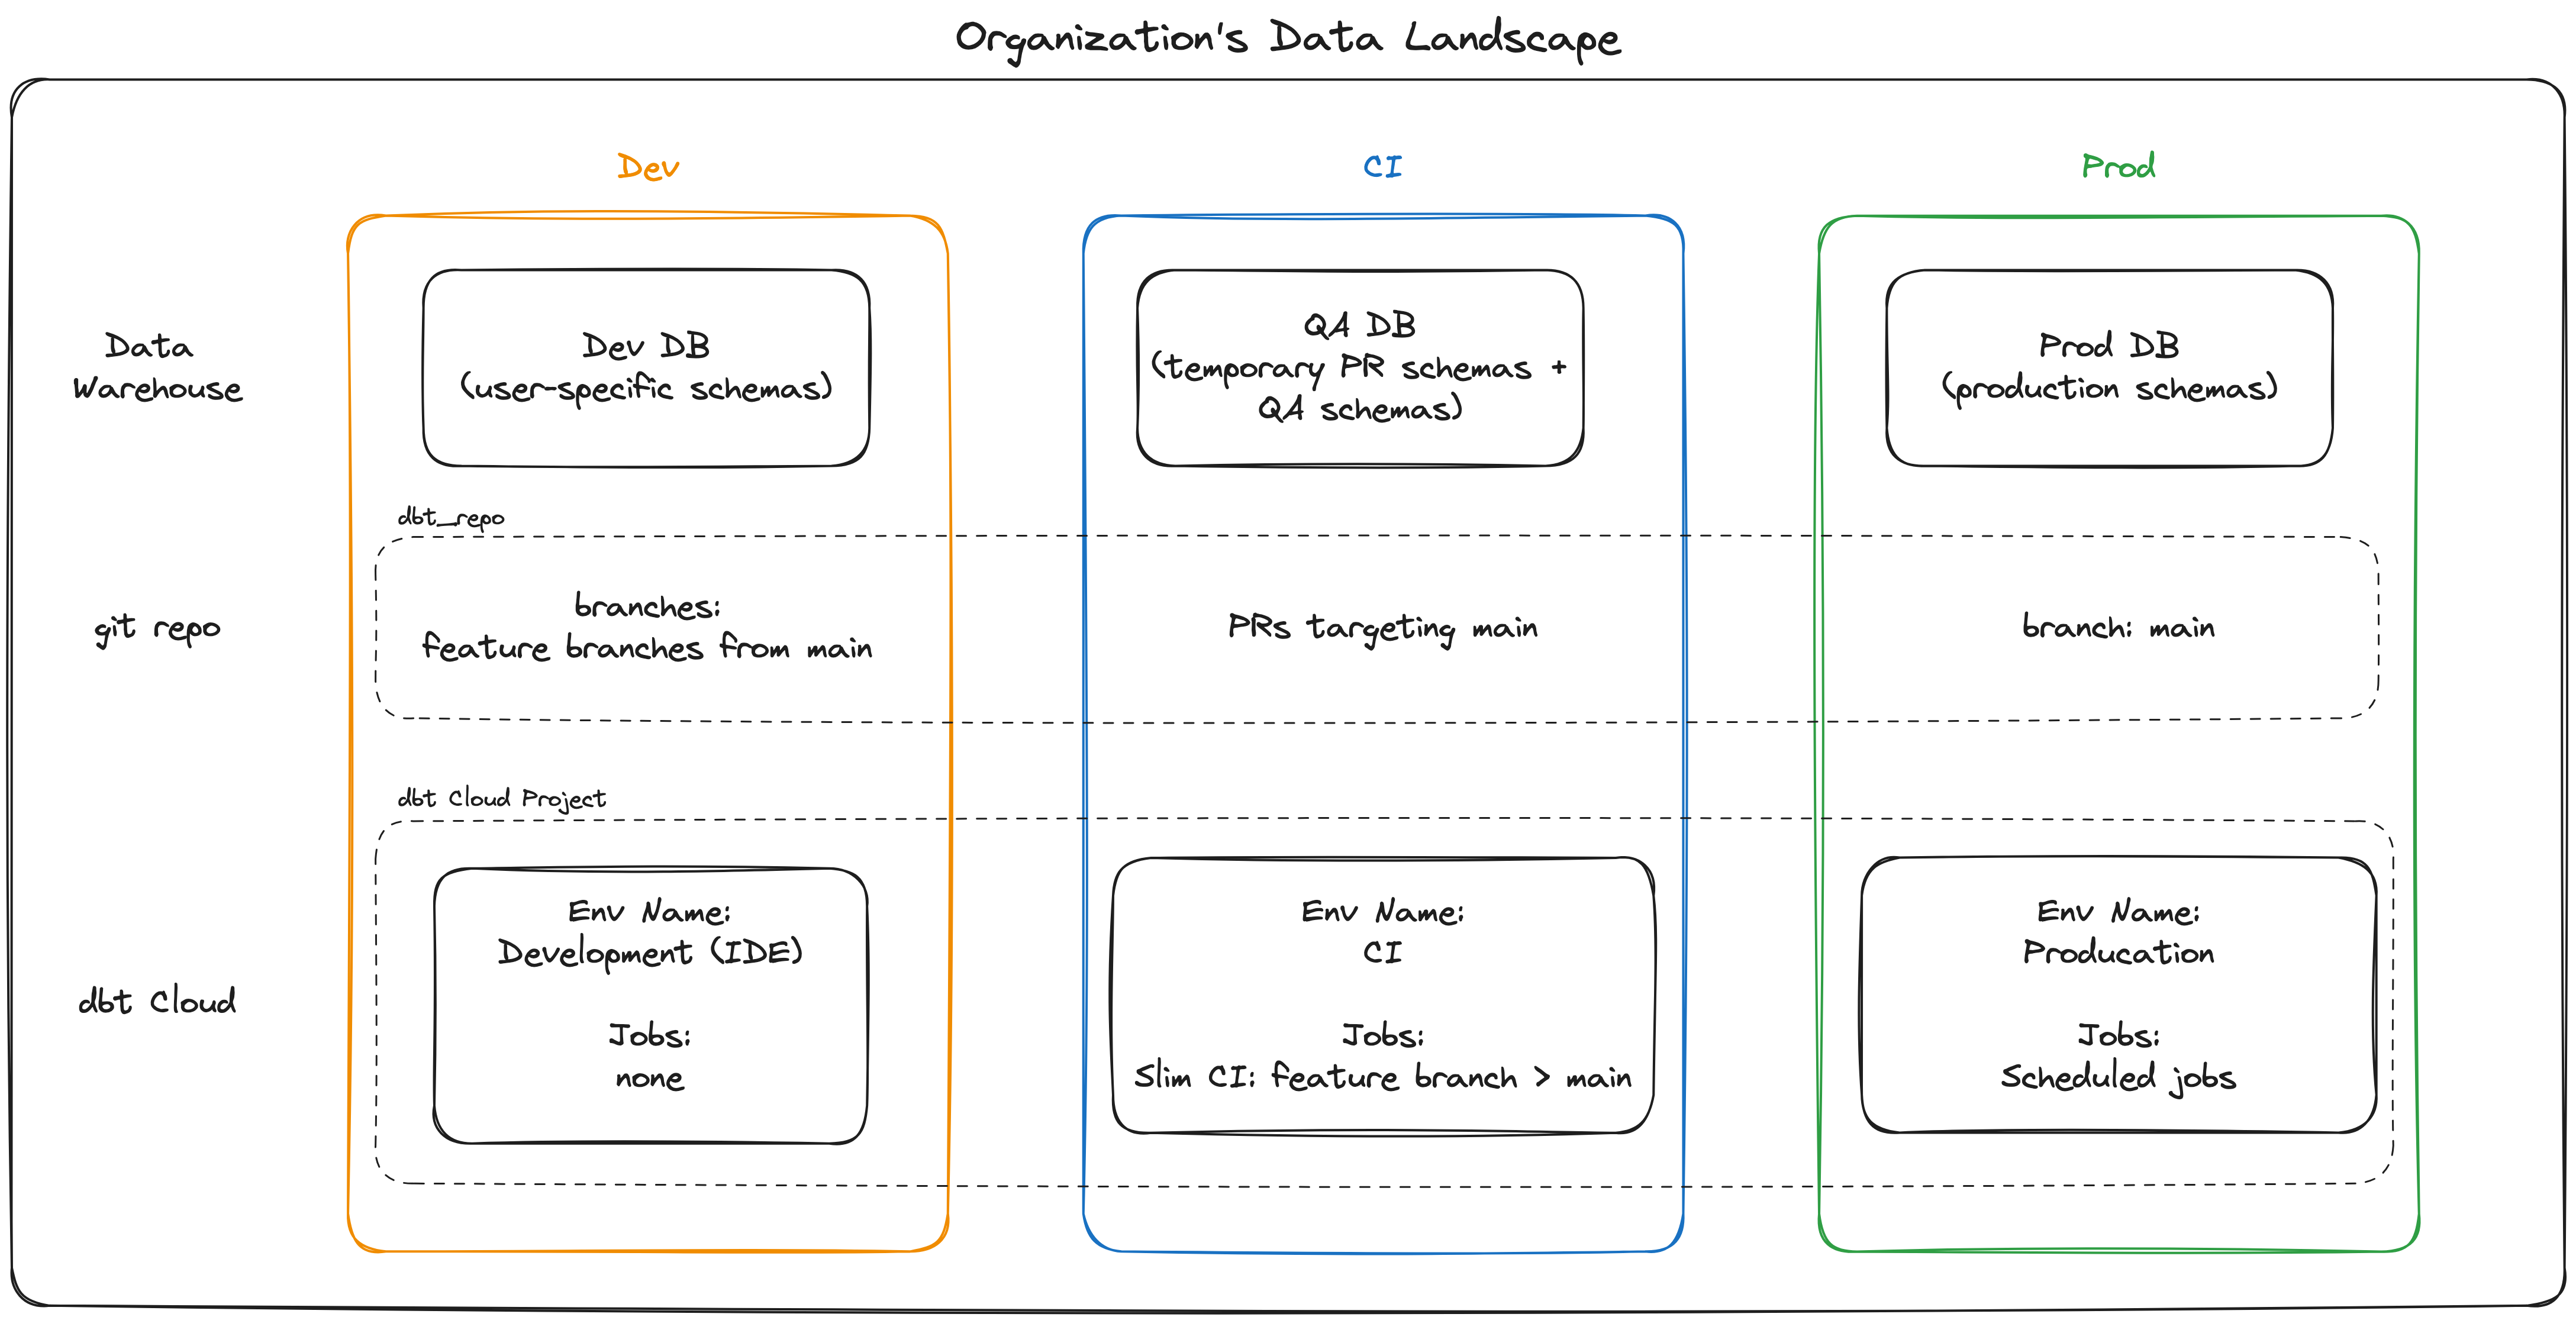 Organization's Data Landscape
Dev
CI
Prod
Data
Warehouse
Dev DB
(user-specific schemas)
QA DB
(temporary PR schemas +
QA schemas)
Prod DB
(production schemas)
dbt_repo
git repo
branches:
feature branches from main
PRs targeting main
branch: main
dbt Cloud Project
dbt Cloud
Env Name:
Development (IDE)
Jobs:
none
Env Name:
CI
Jobs:
Slim CI: feature branch > main
Env Name:
Producation
Jobs:
Scheduled jobs